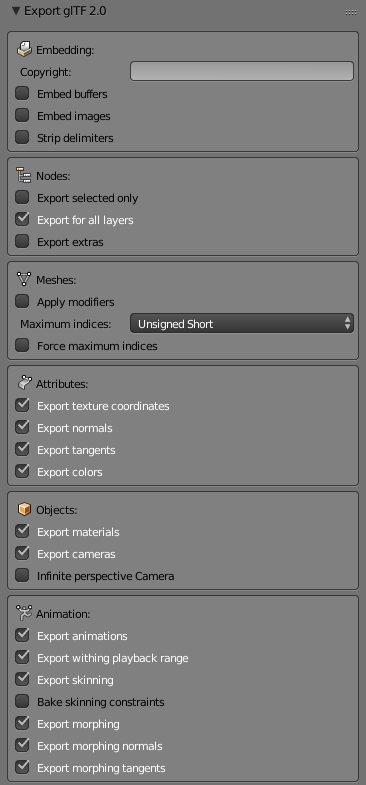 Export glTF 2.0
Embedding:
Copyright:
Embed buffers
Embed images
Strip delimiters
Nodes:
Export selected only
Export for all layers
Export extras
Meshes:
Apply modifiers
Maximum indices: Unsigned Short
Force maximum indices
Attributes:
Export texture coordinates
Export normals
Export tangents
Export colors
Objects:
Export materials
Export cameras
Infinite perspective Camera
Animation:
Export animations
Export withing playback range
Export skinning
Bake skinning constraints
Export morphing
Export morphing normals
Export morphing tangents